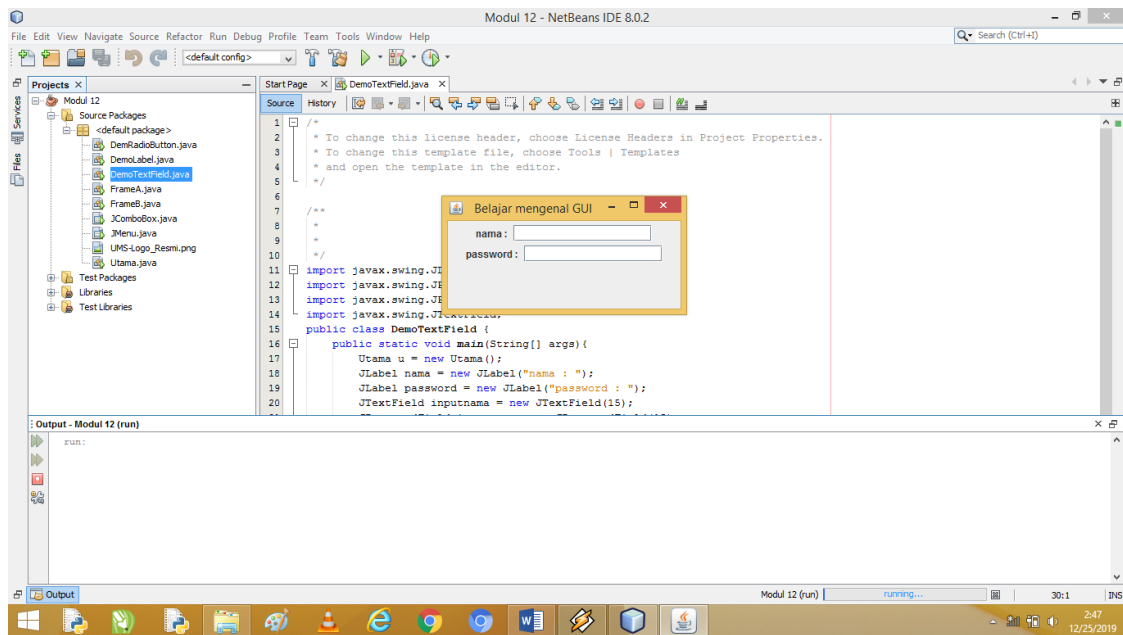 Modul 12 - NetBeans IDE 8.0.2
File Edit View Navigate Source Refactor Run Debug Profile Team Tools Window Help
Search (Ctrl+I)
<default config>
Projects
Services
Files
Modul 12
Source Packages
<default package>
DemRadioButton.java
DemoLabel.java
DemoTextField.java
FrameA.java
FrameB.java
JComboBox.java
JMenu.java
UMS-Logo_Resmi.png
Utama.java
Test Packages
Libraries
Test Libraries
Start Page DemoTextField.java
Source History
1 /*
2 * To change this license header, choose License Headers in Project Properties.
3 * To change this template file, choose Tools | Templates
4 * and open the template in the editor.
5 */
6
7 /**
8 *
9 *
10 */
11 import javax.swing.
12 import javax.swing.
13 import javax.swing.
14 import javax.swing.JTextField;
15 public class DemoTextField {
16 public static void main(String[] args){
17 Utama u = new Utama();
18 JLabel nama = new JLabel("nama : ");
19 JLabel password = new JLabel("password : ");
20 JTextField inputnama = new JTextField(15);
Belajar mengenal GUI
nama :
password :
Output - Modul 12 (run)
run:
Output
Modul 12 (run) running... 30:1 INS
2:47
12/25/2019